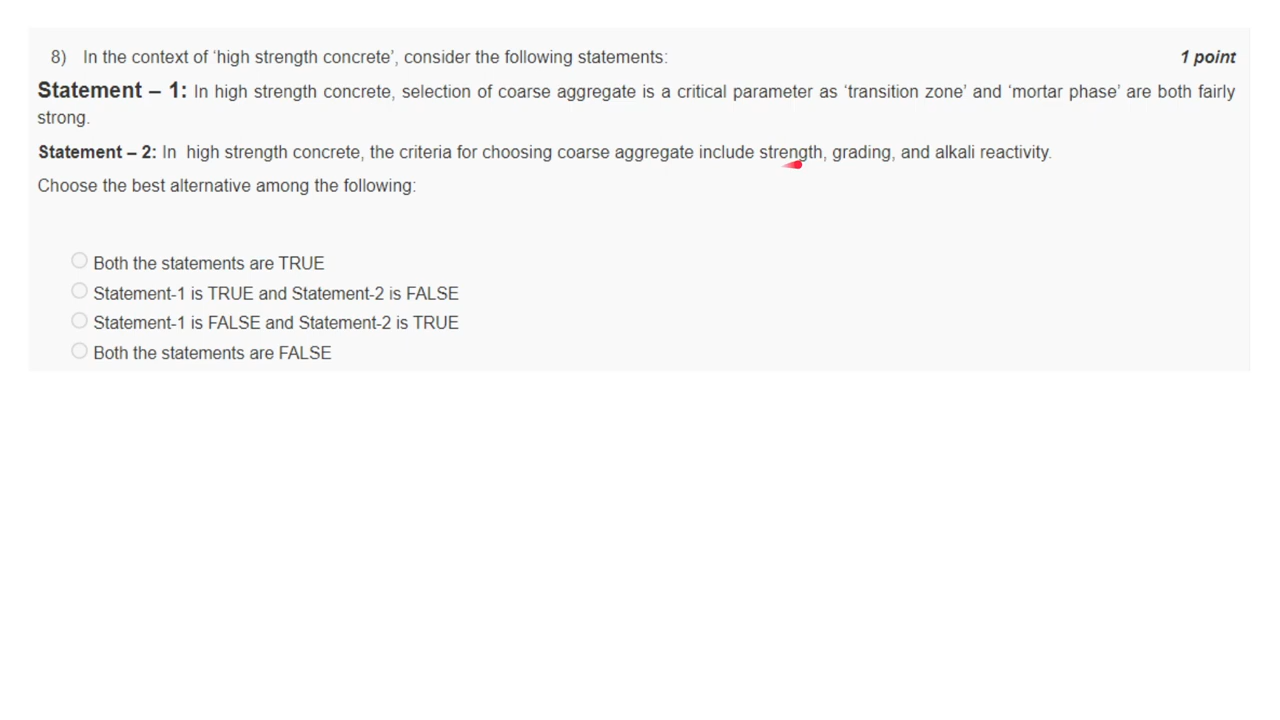 8) In the context of ‘high strength concrete’, consider the following statements: 1 point
Statement – 1: In high strength concrete, selection of coarse aggregate is a critical parameter as ‘transition zone’ and ‘mortar phase’ are both fairly
strong.
Statement – 2: In high strength concrete, the criteria for choosing coarse aggregate include strength, grading, and alkali reactivity.
Choose the best alternative among the following:
Both the statements are TRUE
Statement-1 is TRUE and Statement-2 is FALSE
Statement-1 is FALSE and Statement-2 is TRUE
Both the statements are FALSE